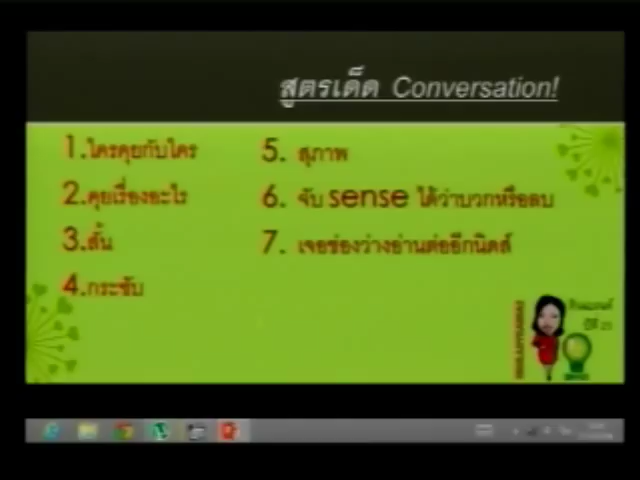 สูตรเด็ด Conversation!
1.ใครคุยกับใคร
2.คุยเรื่องอะไร
3.สั้น
4.กระชับ
5. สุภาพ
6. จับ sense ได้ว่าบวกหรือลบ
7. เจอช่องว่างอ่านต่ออีกนิดส์